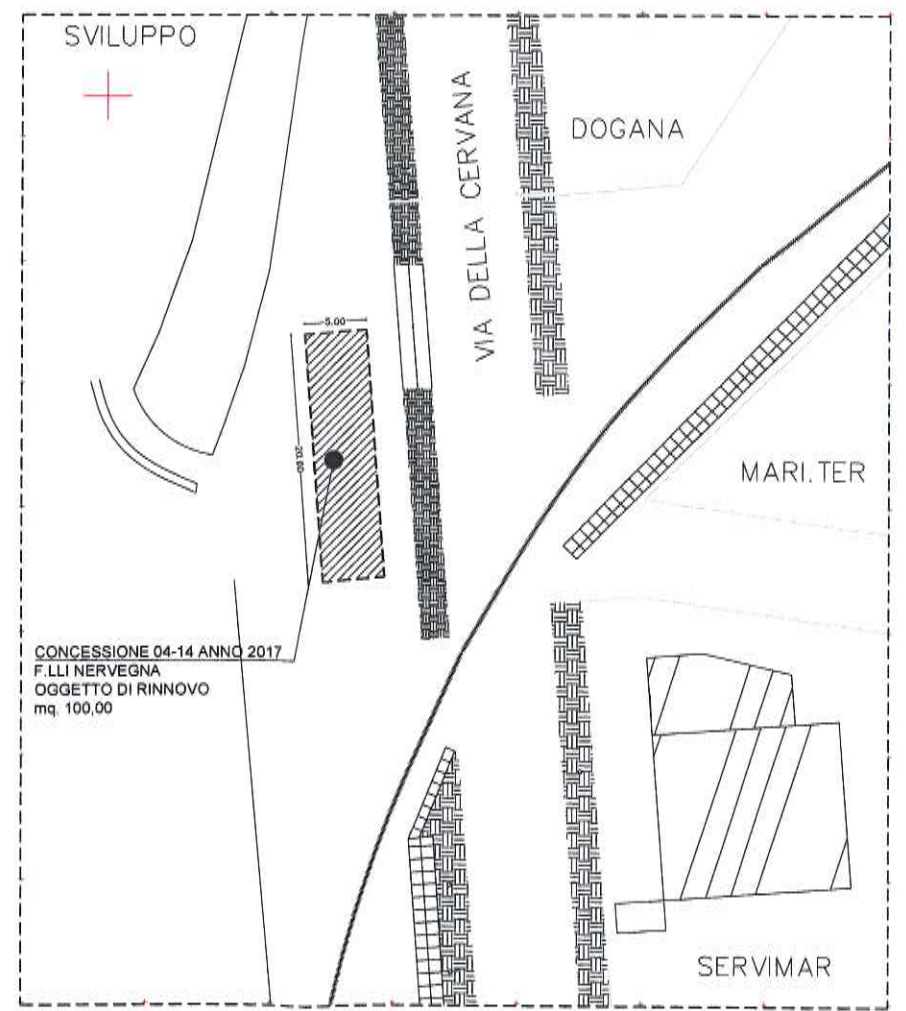 SVILUPPO
DOGANA
VIA DELLA CERVANA
5.00
20.00
MARI.TER
CONCESSIONE 04-14 ANNO 2017
F.LLI NERVEGNA
OGGETTO DI RINNOVO
mq. 100,00
SERVIMAR